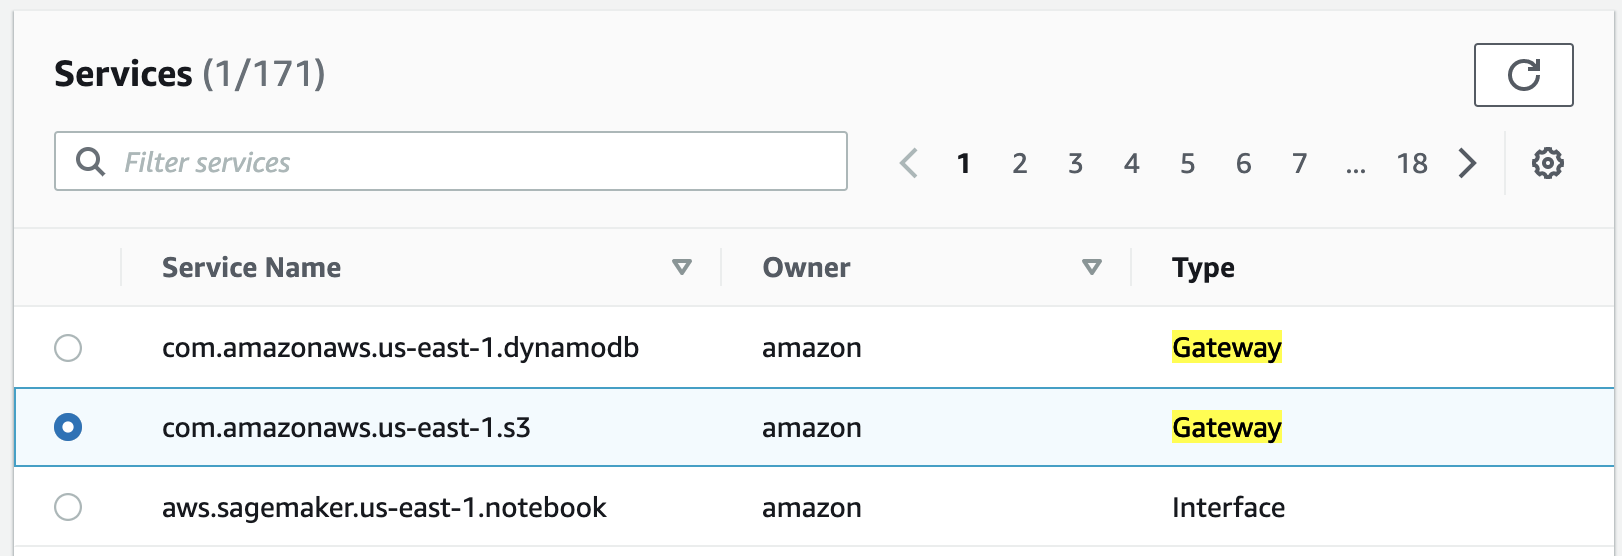 Services (1/171)
Filter services
1 2 3 4 5 6 7 ... 18
Service Name Owner Type
com.amazonaws.us-east-1.dynamodb amazon Gateway
com.amazonaws.us-east-1.s3 amazon Gateway
aws.sagemaker.us-east-1.notebook amazon Interface